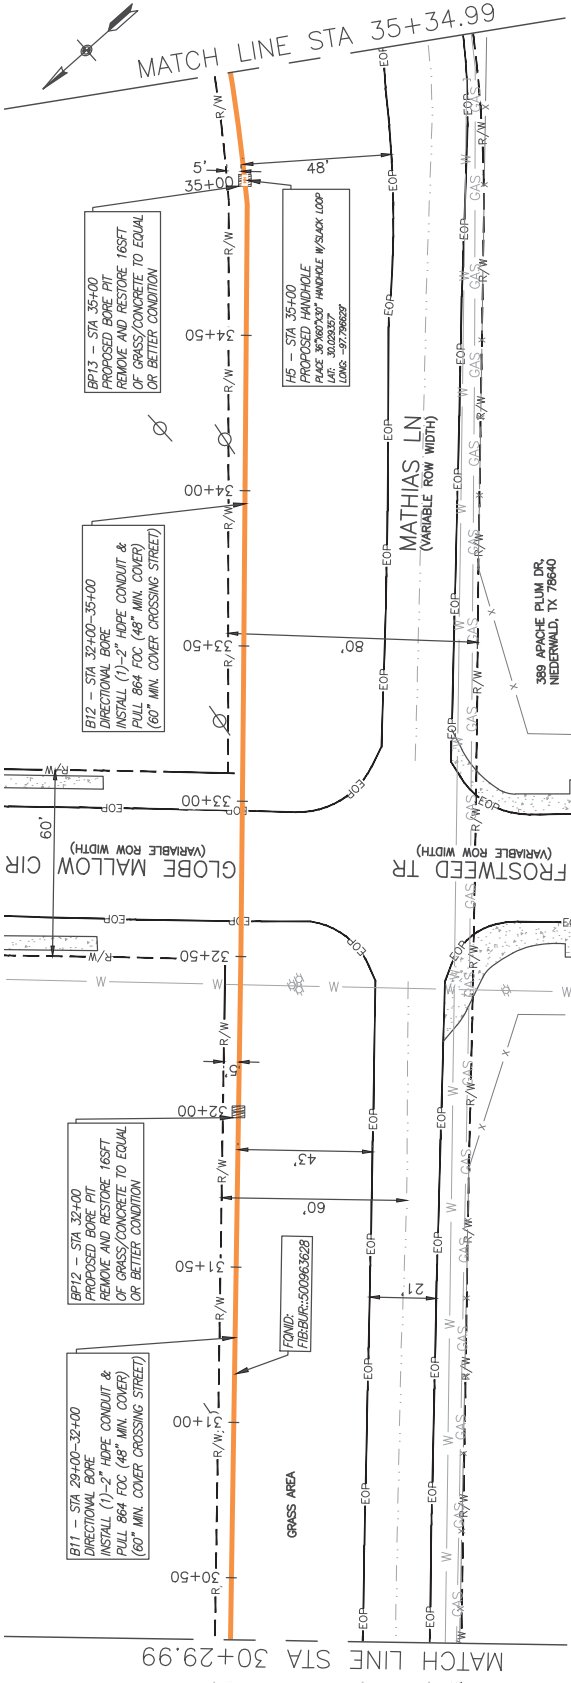 MATCH LINE STA 35+34.99
EOP
R/W
GAS
W
x
5'
48'
35+00
BP13 - STA 35+00
PROPOSED BORE PIT
REMOVE AND RESTORE 16SFT
OF GRASS/CONCRETE TO EQUAL
OR BETTER CONDITION
H5 - STA 35+00
PROPOSED HANDHOLE
PLACE 36"X60"X30" HANDHOLE W/SLACK LOOP
LAT: 30.029357°
LONG: -97.796629°
34+50
34+00
MATHIAS LN
(VARIABLE ROW WIDTH)
B12 - STA 32+00-35+00
DIRECTIONAL BORE
INSTALL (1)-2" HDPE CONDUIT &
PULL 864 FOC (48" MIN. COVER)
(60" MIN. COVER CROSSING STREET)
33+50
80'
389 APACHE PLUM DR,
NIEDERWALD, TX 78640
33+00
60'
GLOBE MALLOW CIR
(VARIABLE ROW WIDTH)
FROSTWEED TR
(VARIABLE ROW WIDTH)
32+50
5'
32+00
BP12 - STA 32+00
PROPOSED BORE PIT
REMOVE AND RESTORE 16SFT
OF GRASS/CONCRETE TO EQUAL
OR BETTER CONDITION
43'
60'
31+50
FQNID:
FIB:BUR::S00963628
21'
B11 - STA 29+00-32+00
DIRECTIONAL BORE
INSTALL (1)-2" HDPE CONDUIT &
PULL 864 FOC (48" MIN. COVER)
(60" MIN. COVER CROSSING STREET)
31+00
GRASS AREA
30+50
MATCH LINE STA 30+29.99